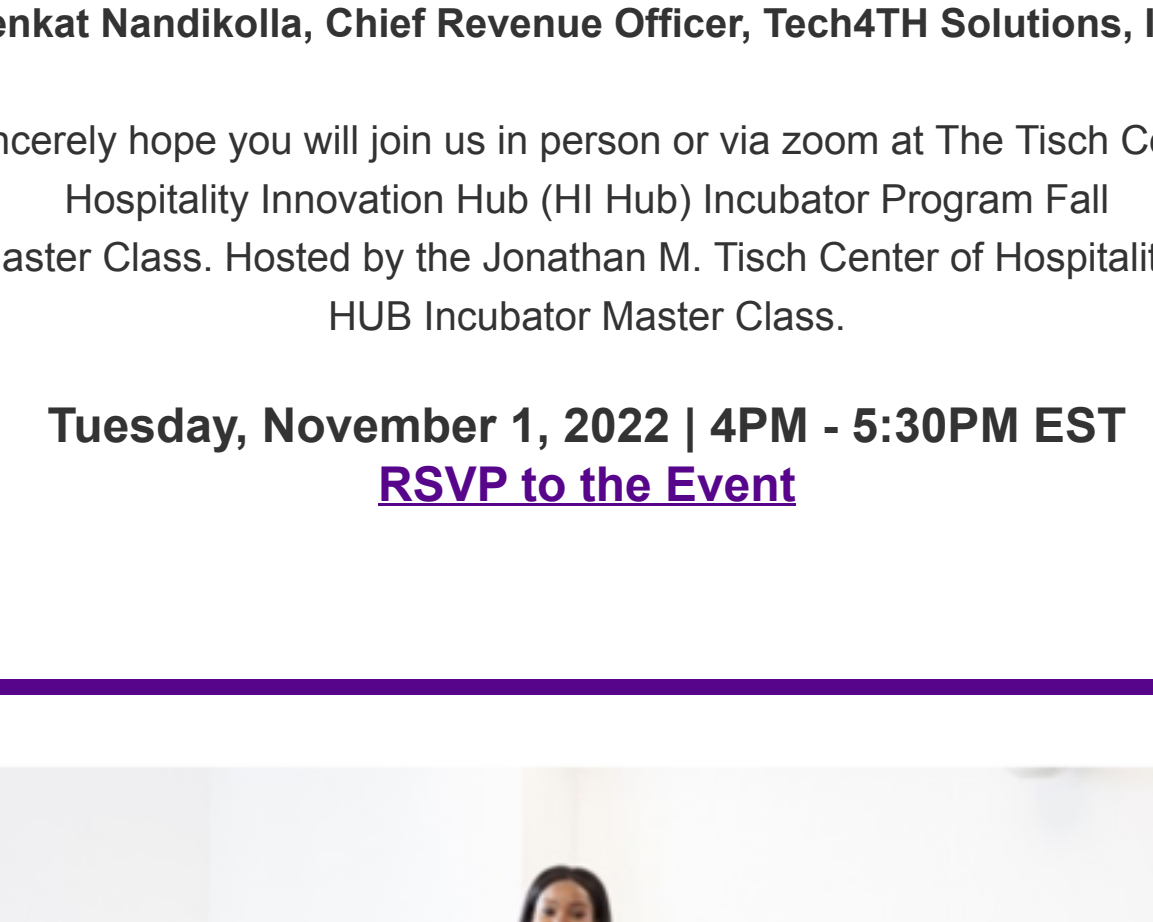 enkat Nandikolla, Chief Revenue Officer, Tech4TH Solutions,
ncerely hope you will join us in person or via zoom at The Tisch
Hospitality Innovation Hub (HI Hub) Incubator Program Fall
aster Class. Hosted by the Jonathan M. Tisch Center of Hospitalit
HUB Incubator Master Class.
Tuesday, November 1, 2022 | 4PM - 5:30PM EST
RSVP to the Event